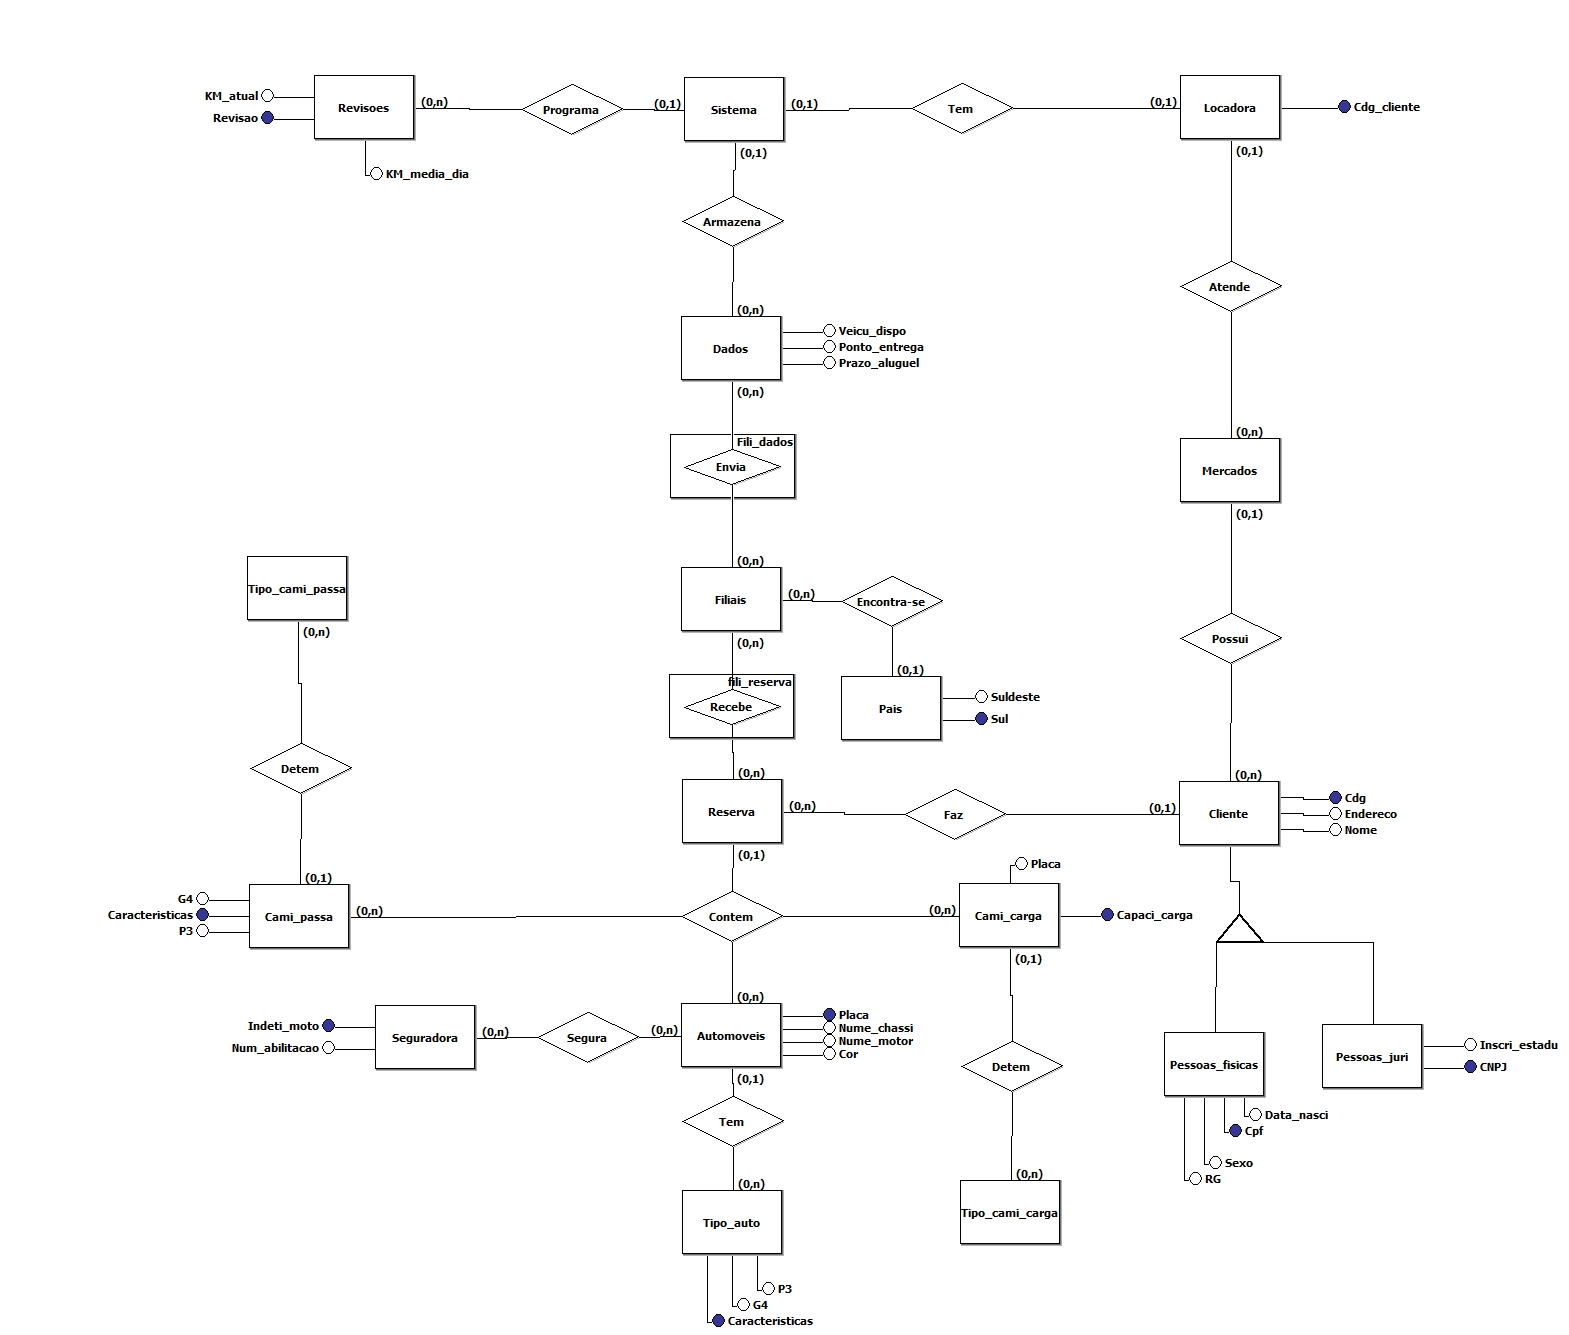 KM_atual
Revisao
KM_media_dia
Revisoes
(0,n)
Programa
(0,1)
Sistema
(0,1)
Tem
(0,1)
Locadora
Cdg_cliente
(0,1)
(0,1)
Armazena
Atende
(0,n)
Dados
Veicu_dispo
Ponto_entrega
Prazo_aluguel
(0,n)
(0,n)
Mercados
(0,1)
Fili_dados
Envia
(0,n)
Filiais
(0,n)
Encontra-se
(0,n)
Tipo_cami_passa
(0,n)
Possui
(0,1)
Pais
Suldeste
Sul
fili_reserva
Recebe
Detem
(0,n)
Reserva
(0,n)
Faz
(0,1)
(0,n)
Cliente
Cdg
Endereco
Nome
(0,1)
(0,1)
G4
Caracteristicas
P3
Cami_passa
(0,n)
Contem
(0,n)
Placa
Cami_carga
Capaci_carga
(0,1)
(0,n)
Indeti_moto
Num_abilitacao
Seguradora
(0,n)
Segura
(0,n)
Automoveis
Placa
Nume_chassi
Nume_motor
Cor
(0,1)
Detem
Pessoas_fisicas
Pessoas_juri
Inscri_estadu
CNPJ
Data_nasci
Cpf
Sexo
RG
Tem
(0,n)
Tipo_auto
(0,n)
Tipo_cami_carga
P3
G4
Caracteristicas